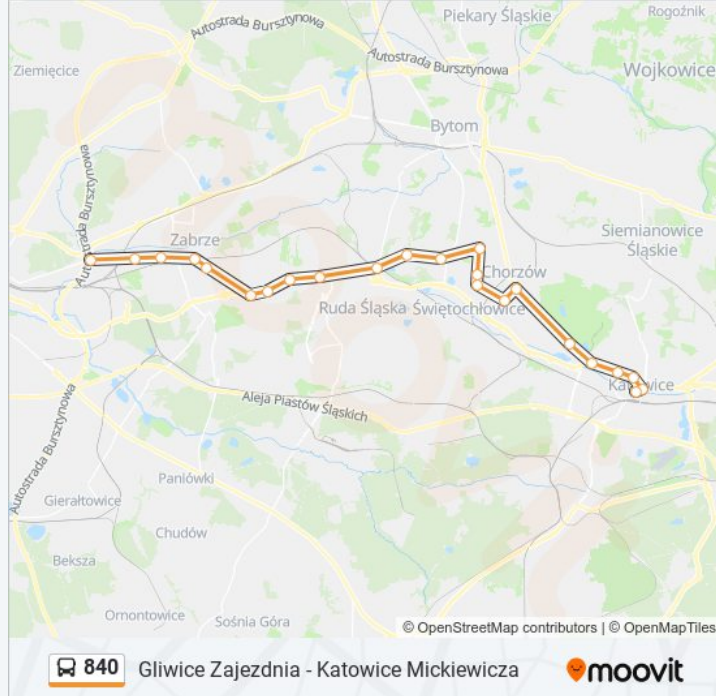 Piekary Śląskie
Rogoźnik
Autostrada Bursztynowa
Autostrada Bursztynowa
Ziemięcice
Wojkowice
Bytom
Autostrada Bursztynowa
Siemianowice
Śląskie
Zabrze
Chorzów
Ruda Śląska
Świętochłowice
Katowice
Aleja Piastów Śląskich
Autostrada Bursztynowa
Paniówki
Gierałtowice
Chudów
Beksza
Ornontowice
Sośnia Góra
© OpenStreetMap contributors | © OpenMapTiles
840 Gliwice Zajezdnia - Katowice Mickiewicza
moovit